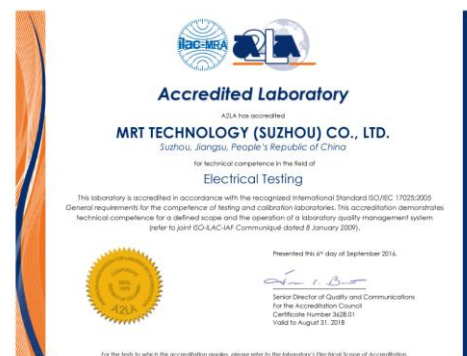 ilac-MRA
A2LA
Accredited Laboratory
A2LA has accredited
MRT TECHNOLOGY (SUZHOU) CO., LTD.
Suzhou, Jiangsu, People's Republic of China
for technical competence in the field of
Electrical Testing
This laboratory is accredited in accordance with the recognized International Standard ISO/IEC 17025:2005
General requirements for the competence of testing and calibration laboratories. This accreditation demonstrates
technical competence for a defined scope and the operation of a laboratory quality management system
(refer to joint ISO-ILAC-IAF Communiqué dated 8 January 2009).
Presented this 6th day of September 2016.
Senior Director of Quality and Communications
For the Accreditation Council
Certificate Number 3628.01
Valid to August 31, 2018
A2LA
For the tests to which this accreditation applies, please refer to the laboratory's Electrical Scope of Accreditation.